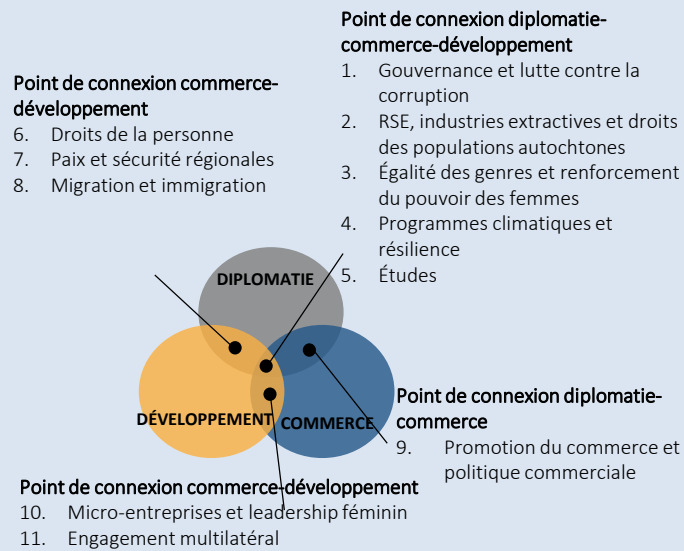 Point de connexion diplomatie-
commerce-développement
1. Gouvernance et lutte contre la
corruption
2. RSE, industries extractives et droits
des populations autochtones
3. Égalité des genres et renforcement
du pouvoir des femmes
4. Programmes climatiques et
résilience
5. Études
Point de connexion commerce-
développement
6. Droits de la personne
7. Paix et sécurité régionales
8. Migration et immigration
DIPLOMATIE
DÉVELOPPEMENT
COMMERCE
Point de connexion diplomatie-
commerce
9. Promotion du commerce et
politique commerciale
Point de connexion commerce-développement
10. Micro-entreprises et leadership féminin
11. Engagement multilatéral